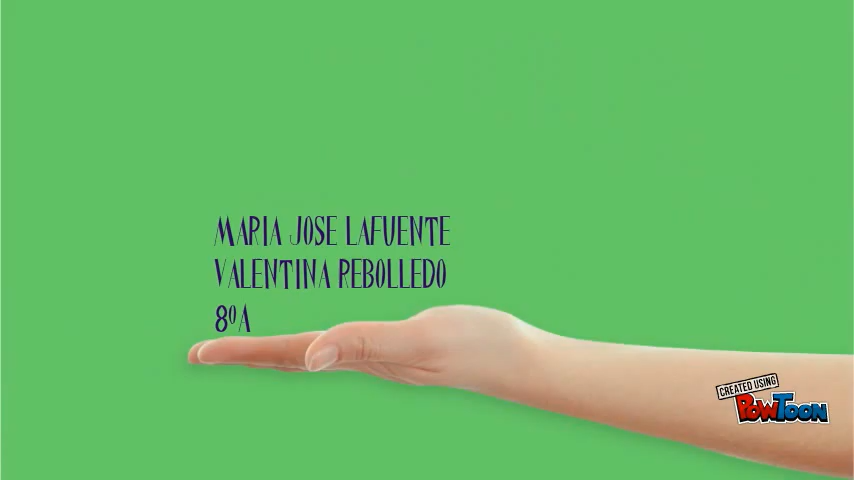 MARIA JOSE LAFUENTE
VALENTINA REBOLLEDO
8ºA
CREATED USING
POWTOON